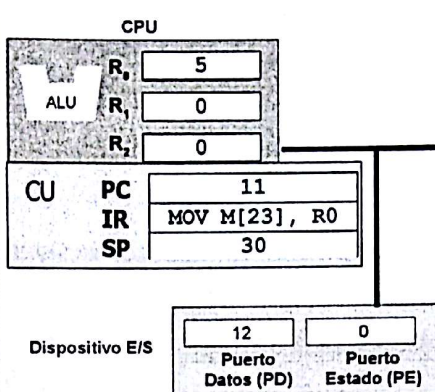 CPU
ALU
R₀ 5
R₁ 0
R₂ 0
CU PC 11
IR MOV M[23], R0
SP 30
Dispositivo E/S
12 0
Puerto Puerto
Datos (PD) Estado (PE)